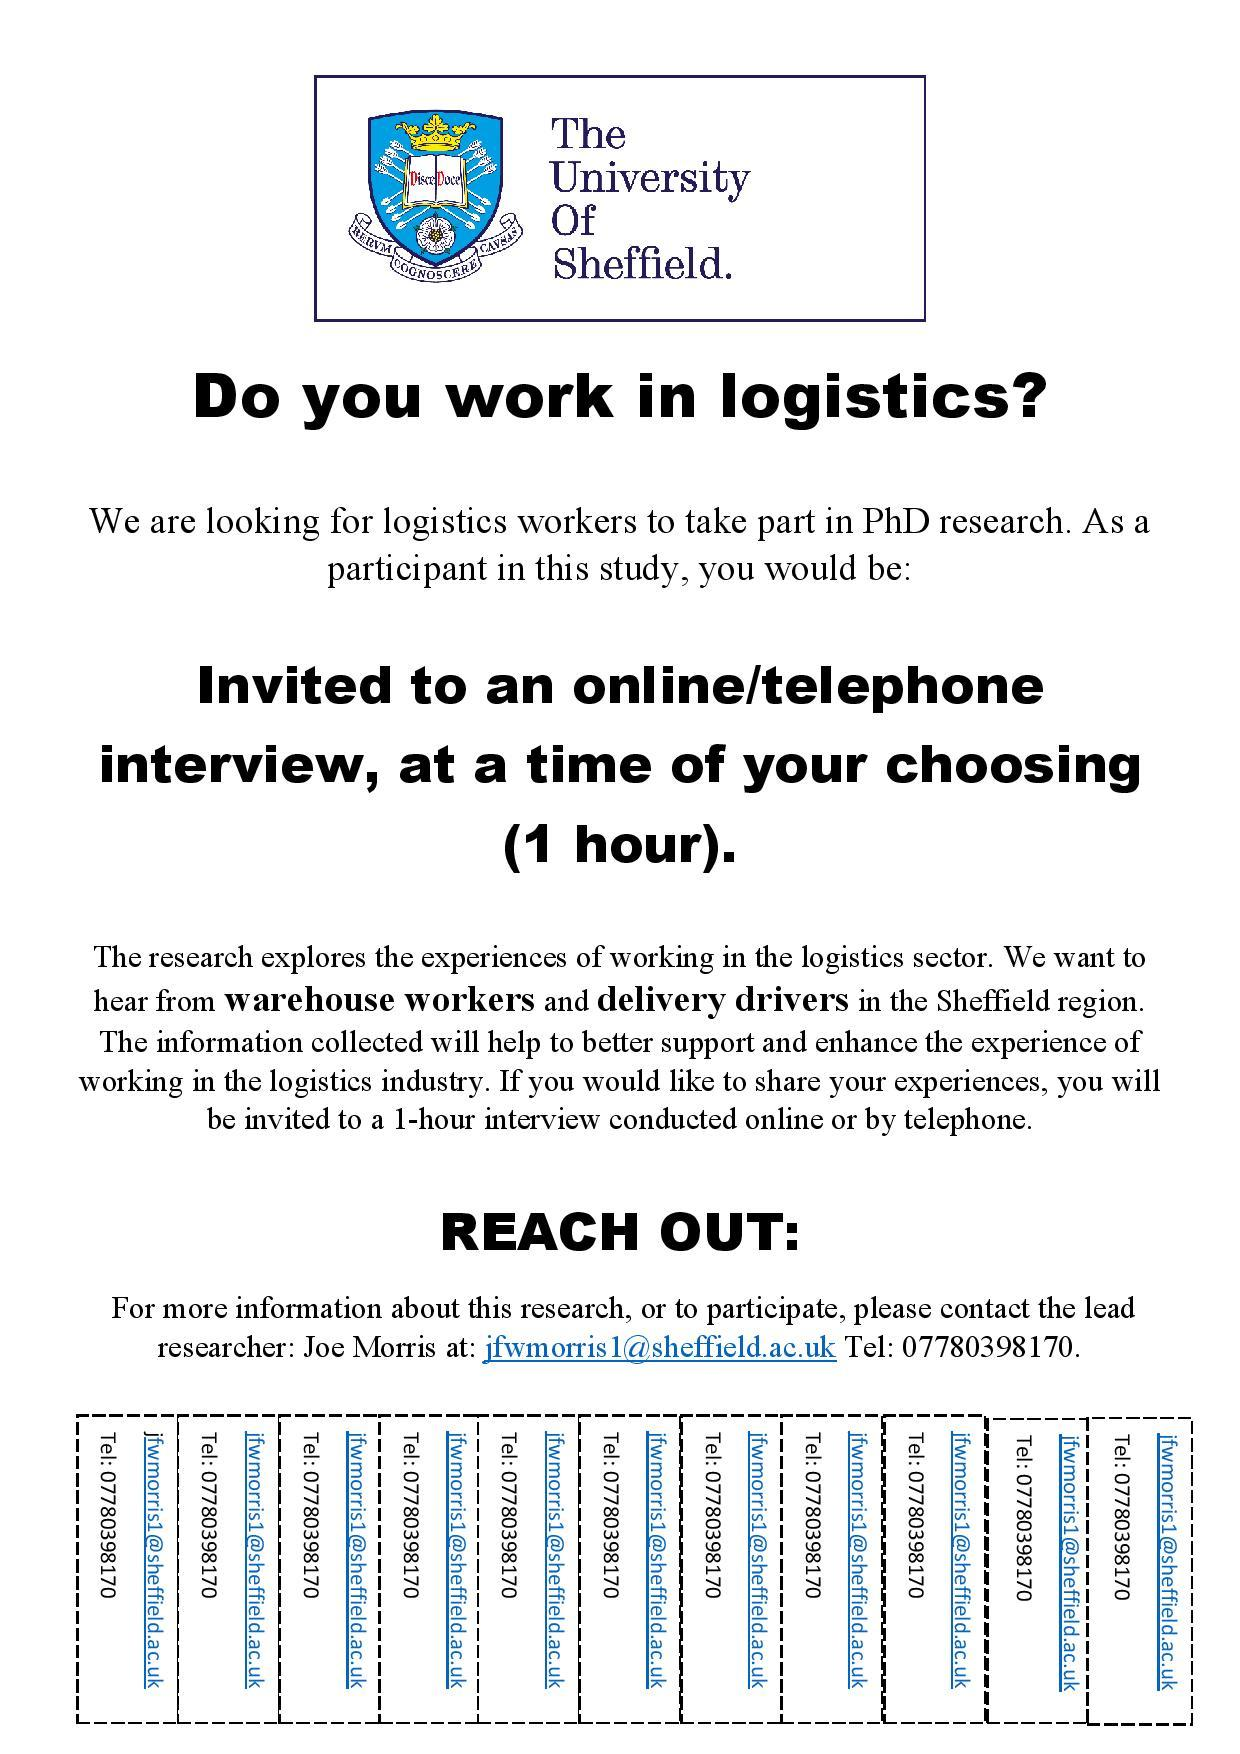 The
University
Of
Sheffield.
Disce Doce
RERVM COGNOSCERE CAVSAS
Do you work in logistics?
We are looking for logistics workers to take part in PhD research. As a
participant in this study, you would be:
Invited to an online/telephone
interview, at a time of your choosing
(1 hour).
The research explores the experiences of working in the logistics sector. We want to
hear from warehouse workers and delivery drivers in the Sheffield region.
The information collected will help to better support and enhance the experience of
working in the logistics industry. If you would like to share your experiences, you will
be invited to a 1-hour interview conducted online or by telephone.
REACH OUT:
For more information about this research, or to participate, please contact the lead
researcher: Joe Morris at: jfwmorris1@sheffield.ac.uk Tel: 07780398170.
jfwmorris1@sheffield.ac.uk
Tel: 07780398170
jfwmorris1@sheffield.ac.uk
Tel: 07780398170
jfwmorris1@sheffield.ac.uk
Tel: 07780398170
jfwmorris1@sheffield.ac.uk
Tel: 07780398170
jfwmorris1@sheffield.ac.uk
Tel: 07780398170
jfwmorris1@sheffield.ac.uk
Tel: 07780398170
jfwmorris1@sheffield.ac.uk
Tel: 07780398170
jfwmorris1@sheffield.ac.uk
Tel: 07780398170
jfwmorris1@sheffield.ac.uk
Tel: 07780398170
jfwmorris1@sheffield.ac.uk
Tel: 07780398170
jfwmorris1@sheffield.ac.uk
Tel: 07780398170